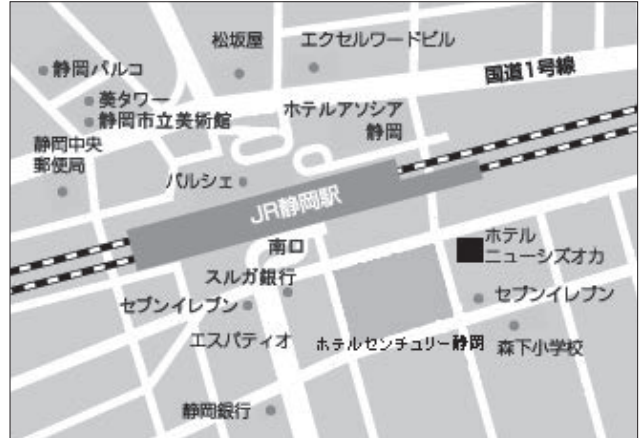 松坂屋
エクセルワードビル
静岡パルコ
国道1号線
葵タワー
静岡市立美術館
ホテルアソシア
静岡
静岡中央
郵便局
パルシェ
JR静岡駅
南口
ホテル
ニューシズオカ
スルガ銀行
セブンイレブン
セブンイレブン
エスパティオ
ホテルセンチュリー静岡
森下小学校
静岡銀行